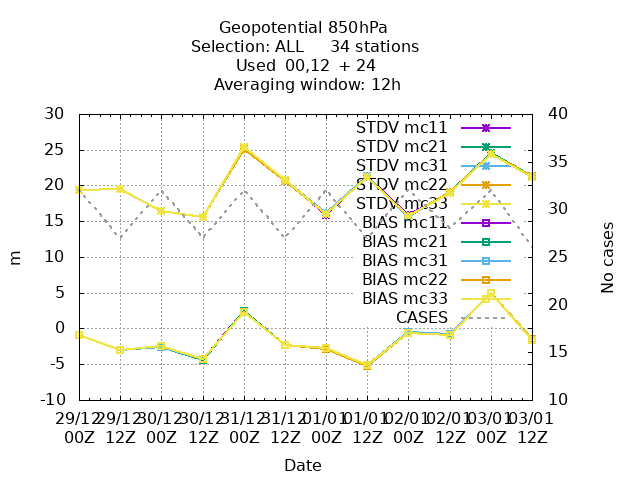 Geopotential 850hPa
Selection: ALL 34 stations
Used 00,12 + 24
Averaging window: 12h
30 40
STDV mc11
STDV mc21
25 35
STDV mc31
STDV mc22
20 30
STDV mc33
BIAS mc11
15
BIAS mc21
m No cases
10 25
BIAS mc31
BIAS mc22
5 20
BIAS mc33
CASES
0
-5 15
-10 10
29/12 29/12 30/12 30/12 31/12 31/12 01/01 01/01 02/01 02/01 03/01 03/01
00Z 12Z 00Z 12Z 00Z 12Z 00Z 12Z 00Z 12Z 00Z 12Z
Date